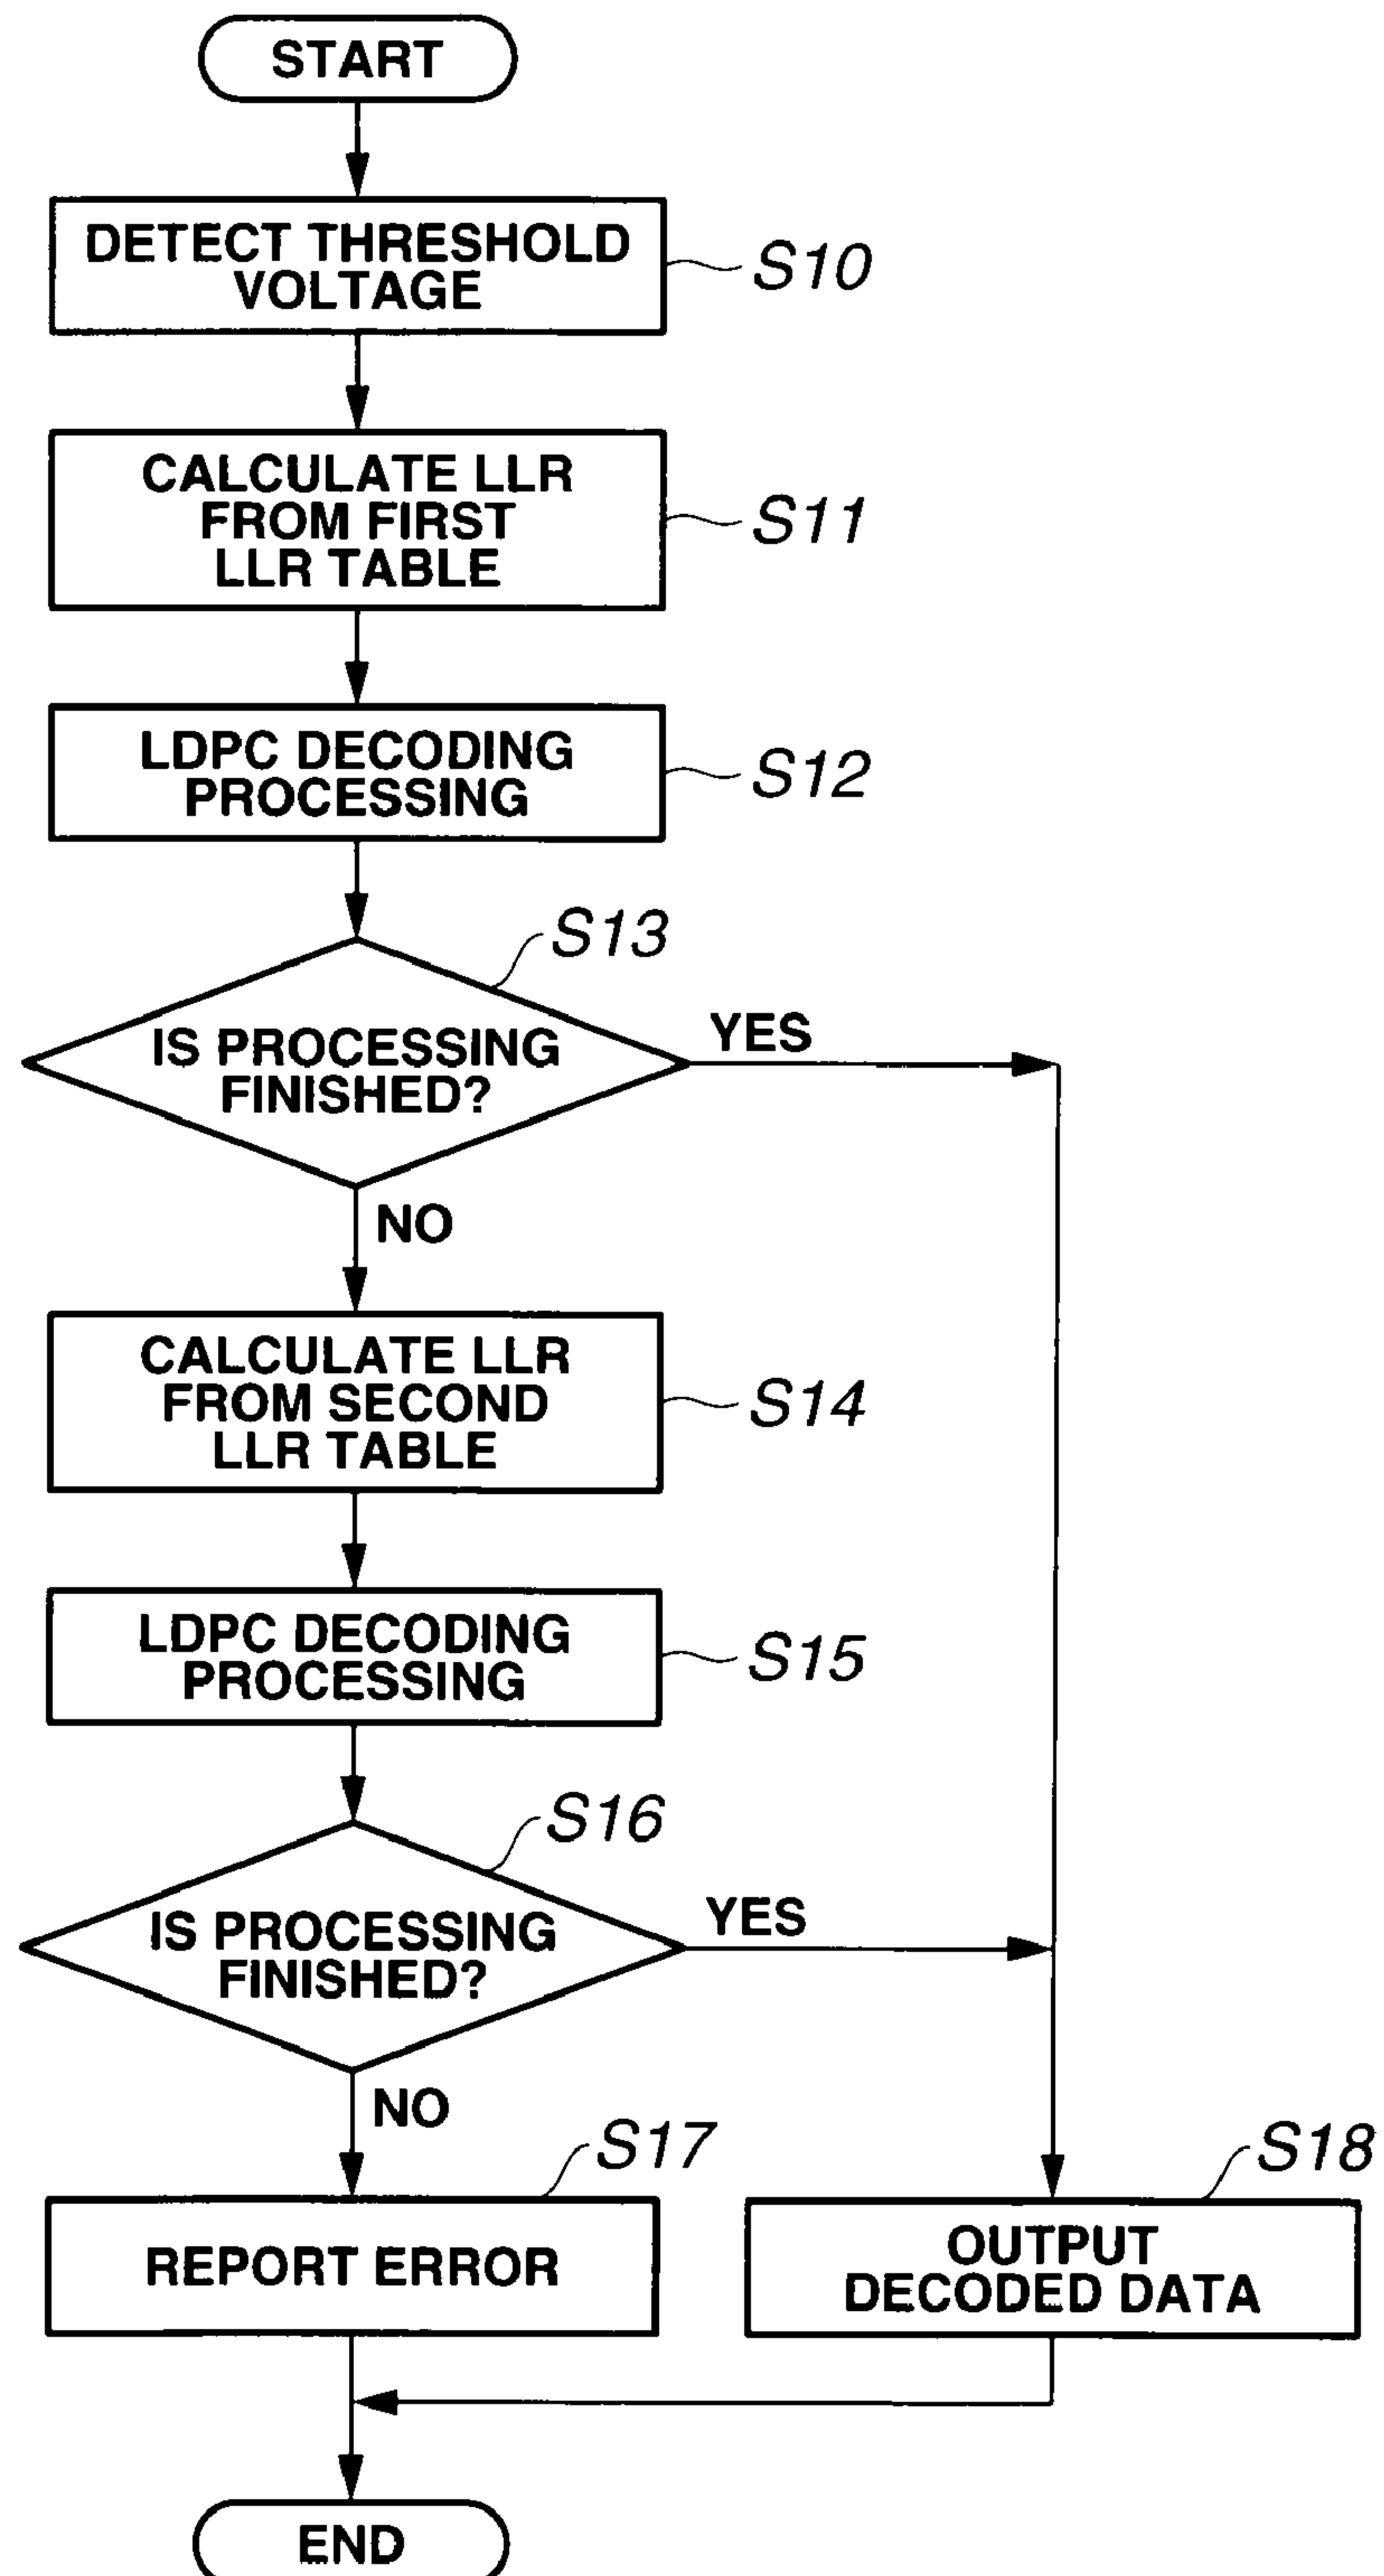 START
DETECT THRESHOLD
VOLTAGE
S10
CALCULATE LLR
FROM FIRST
LLR TABLE
S11
LDPC DECODING
PROCESSING
S12
S13
IS PROCESSING
FINISHED?
YES
NO
CALCULATE LLR
FROM SECOND
LLR TABLE
S14
LDPC DECODING
PROCESSING
S15
S16
IS PROCESSING
FINISHED?
YES
NO
S17
REPORT ERROR
S18
OUTPUT
DECODED DATA
END